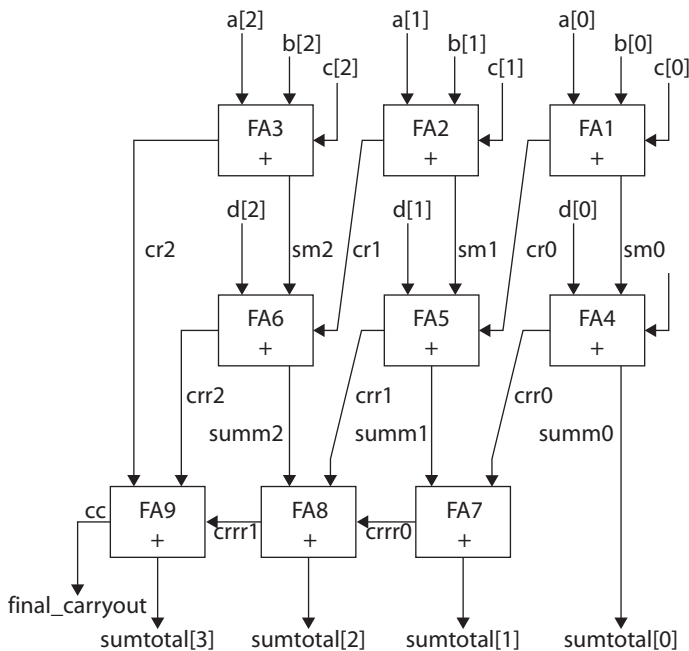 a[2] a[1] a[0]
b[2] b[1] b[0]
c[2] c[1] c[0]
FA3 FA2 FA1
+ + +
d[2] d[1] d[0]
cr2 sm2 cr1 sm1 cr0 sm0
FA6 FA5 FA4
+ + +
crr2 crr1 crr0
summ2 summ1 summ0
cc FA9 FA8 FA7
crrr1 crrr0
+ + +
final_carryout
sumtotal[3] sumtotal[2] sumtotal[1] sumtotal[0]